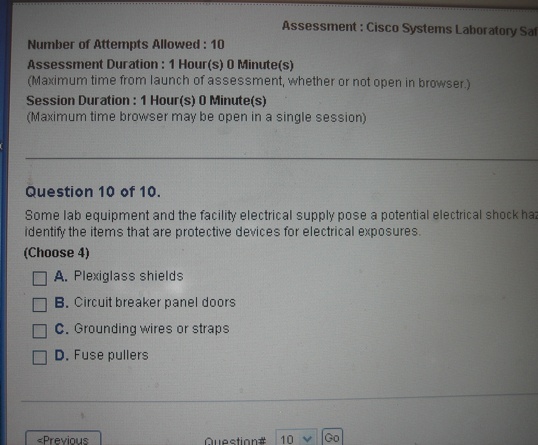 Assessment : Cisco Systems Laboratory
Number of Attempts Allowed : 10
Assessment Duration : 1 Hour(s) 0 Minute(s)
(Maximum time from launch of assessment, whether or not open in browser.)
Session Duration : 1 Hour(s) 0 Minute(s)
(Maximum time browser may be open in a single session)
Question 10 of 10.
Some lab equipment and the facility electrical supply pose a potential electrical shock
identify the items that are protective devices for electrical exposures.
(Choose 4)
A. Plexiglass shields
B. Circuit breaker panel doors
C. Grounding wires or straps
D. Fuse pullers
<Previous Question# 10 Go